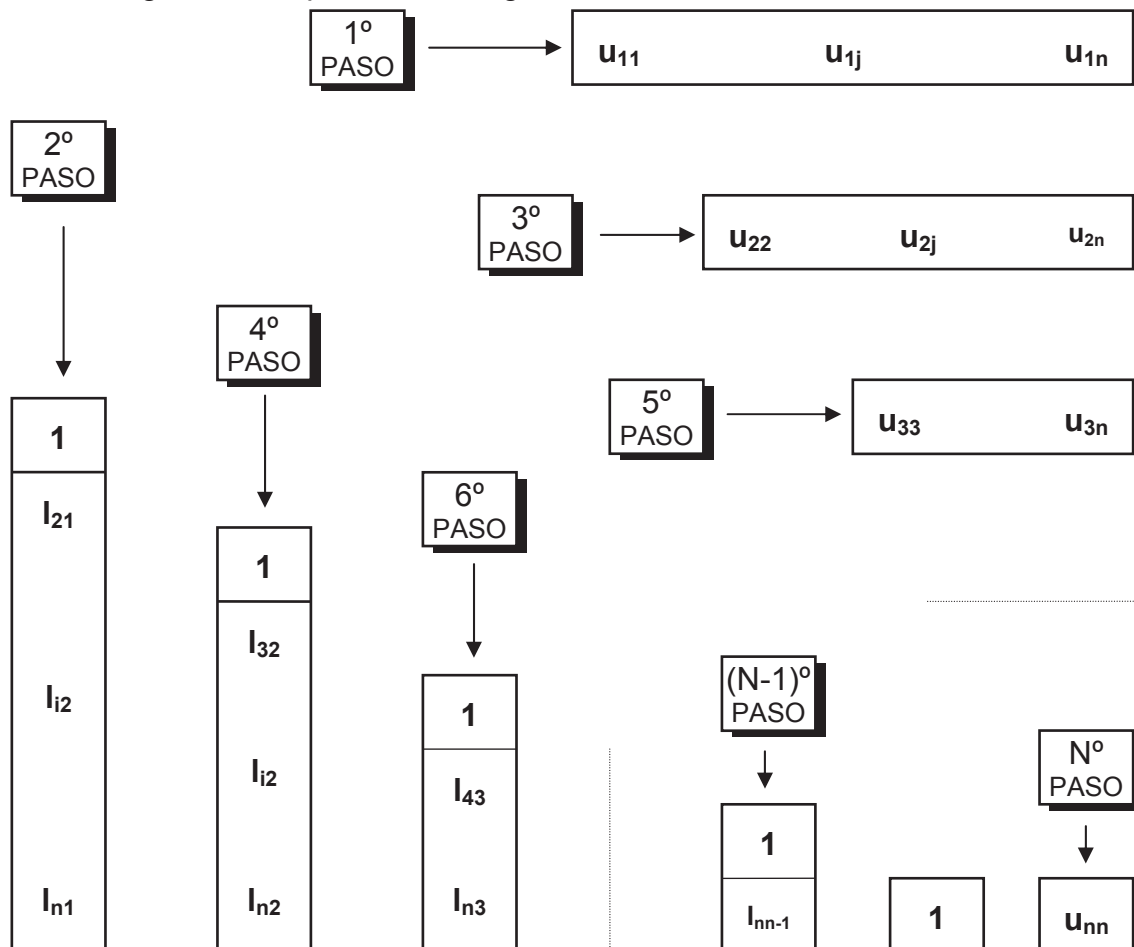 1º
PASO
u11 u1j u1n
2º
PASO
3º
PASO
u22 u2j u2n
4º
PASO
5º
PASO
u33 u3n
1
l21
li2
ln1
6º
PASO
1
l32
li2
ln2
1
l43
ln3
(N-1)º
PASO
1
lnn-1
Nº
PASO
1
unn